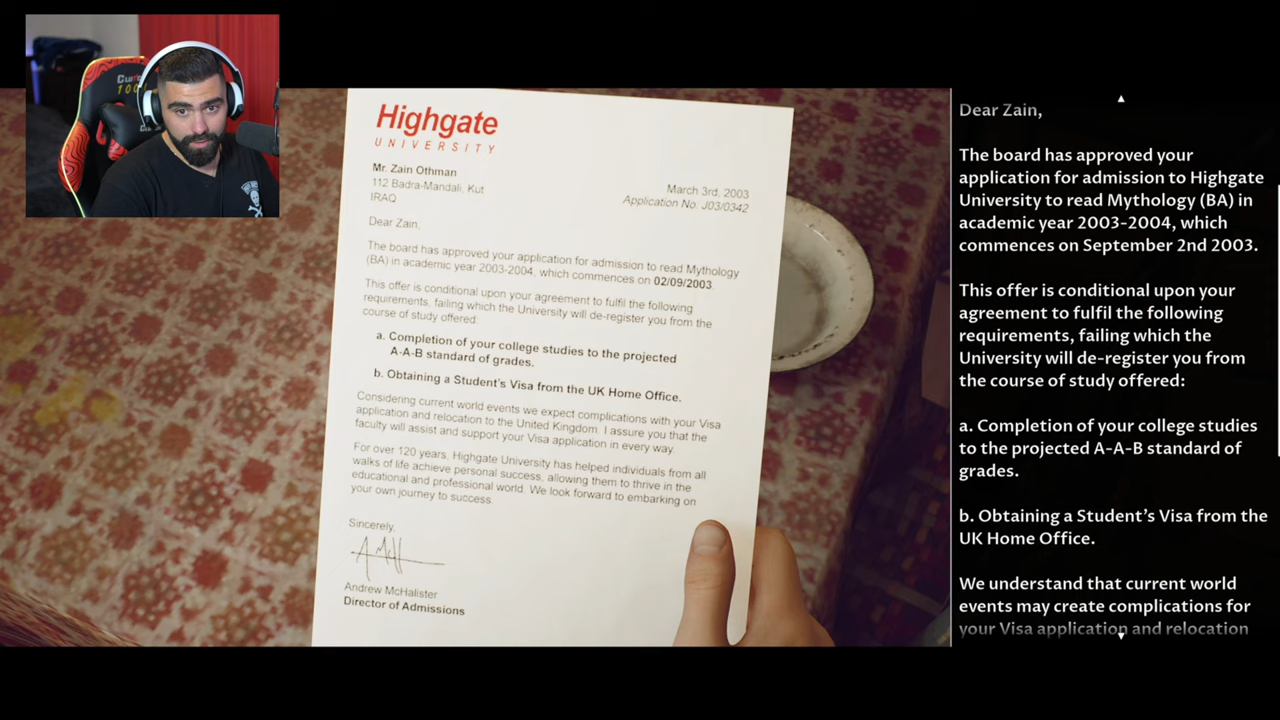 Highgate
UNIVERSITY
Mr. Zain Othman
112 Badra-Mandali, Kut
IRAQ
March 3rd, 2003
Application No: J03/0342
Dear Zain,
The board has approved your application for admission to read Mythology
(BA) in academic year 2003-2004, which commences on 02/09/2003.
This offer is conditional upon your agreement to fulfil the following
requirements, failing which the University will de-register you from the
course of study offered:
a. Completion of your college studies to the projected
A-A-B standard of grades.
b. Obtaining a Student's Visa from the UK Home Office.
Considering current world events we expect complications with your Visa
application and relocation to the United Kingdom. I assure you that the
faculty will assist and support your Visa application in every way.
For over 120 years, Highgate University has helped individuals from all
walks of life achieve personal success, allowing them to thrive in the
educational and professional world. We look forward to embarking on
your own journey to success.
Sincerely,
Andrew McHalister
Director of Admissions
Dear Zain,
The board has approved your
application for admission to Highgate
University to read Mythology (BA) in
academic year 2003-2004, which
commences on September 2nd 2003.
This offer is conditional upon your
agreement to fulfil the following
requirements, failing which the
University will de-register you from
the course of study offered:
a. Completion of your college studies
to the projected A-A-B standard of
grades.
b. Obtaining a Student's Visa from the
UK Home Office.
We understand that current world
events may create complications for
your Visa application and relocation